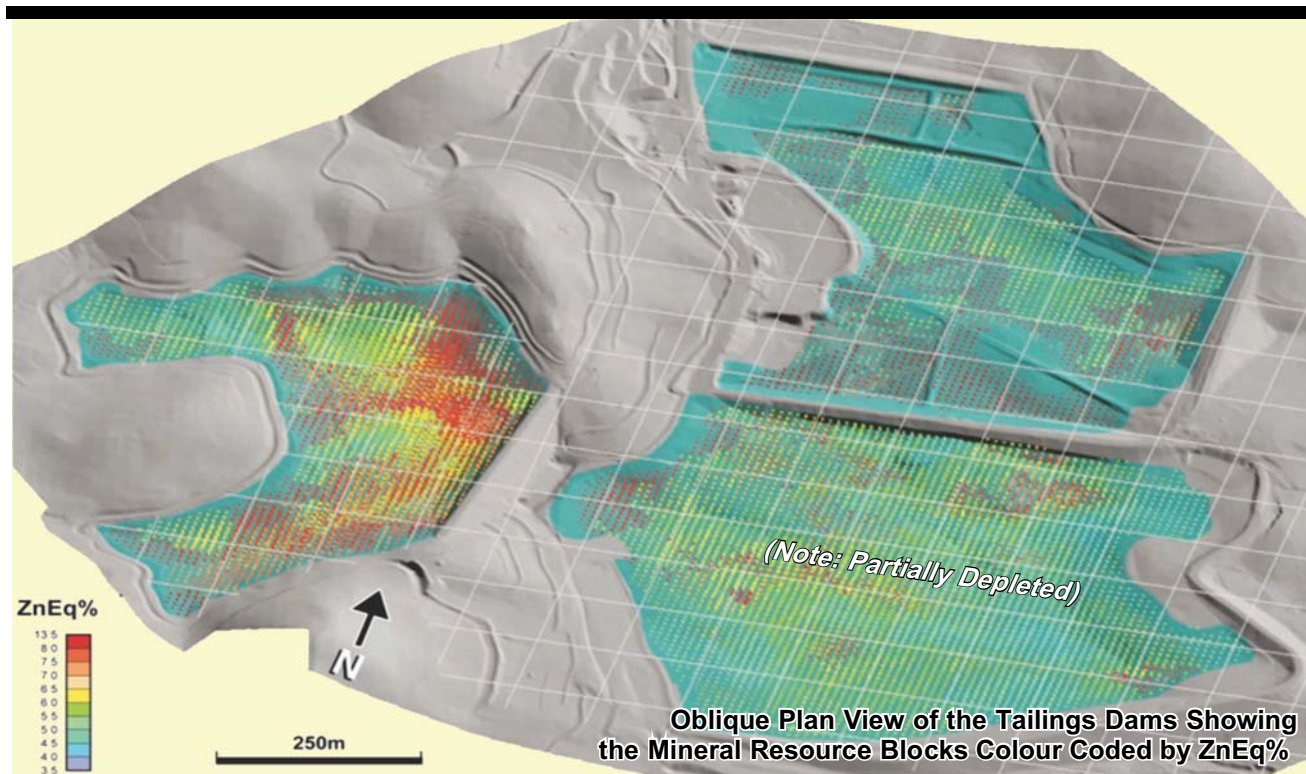 (Note: Partially Depleted)
ZnEq%
13 5
8 0
7 5
7 0
6 5
6 0
5 5
5 0
4 5
4 0
3 5
N
250m
Oblique Plan View of the Tailings Dams Showing
the Mineral Resource Blocks Colour Coded by ZnEq%